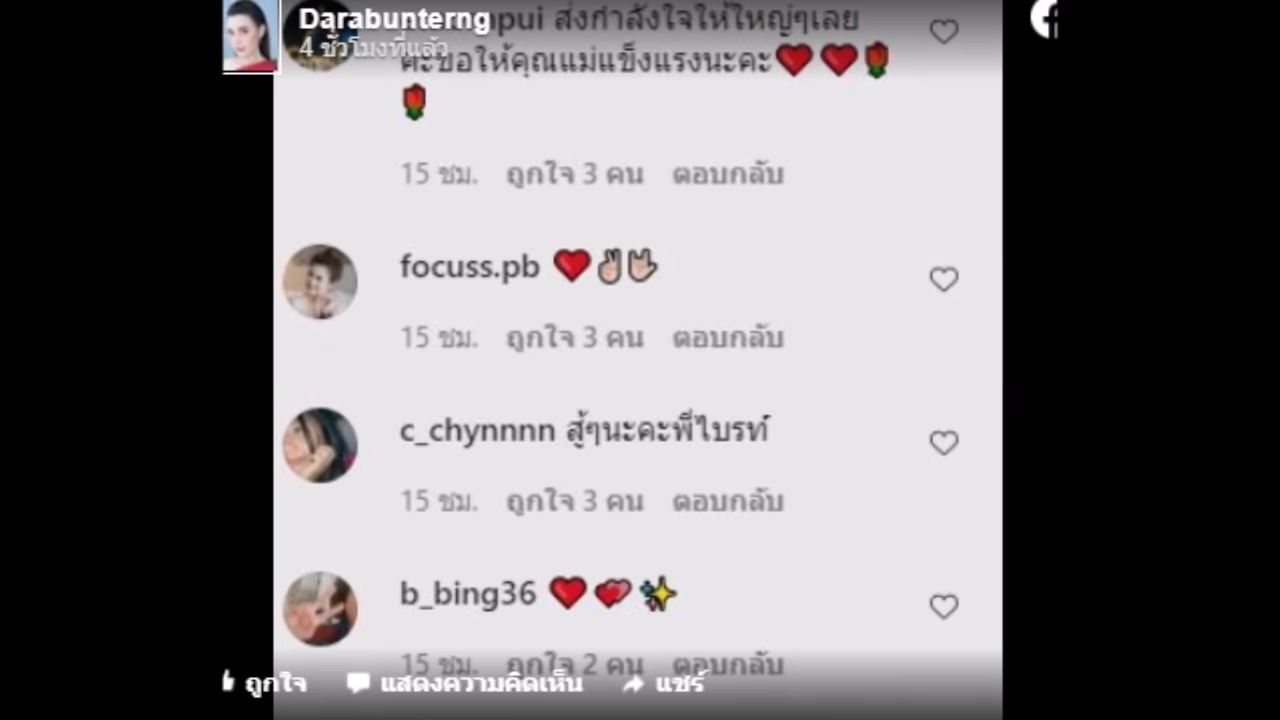 Darabunterng
4 ชั่วโมงที่แล้ว
pui ส่งกำลังใจให้ใหญ่ๆเลย
คะขอให้คุณแม่แข็งแรงนะคะ❤️❤️🌹
🌹
15 ชม. ถูกใจ 3 คน ตอบกลับ
focuss.pb ❤️✌🏻🤟🏻
15 ชม. ถูกใจ 3 คน ตอบกลับ
c_chynnnn สู้ๆนะคะพี่ไบรท์
15 ชม. ถูกใจ 3 คน ตอบกลับ
b_bing36 ❤️💕✨
15 ชม. ถูกใจ 2 คน ตอบกลับ
ถูกใจ แสดงความคิดเห็น แชร์